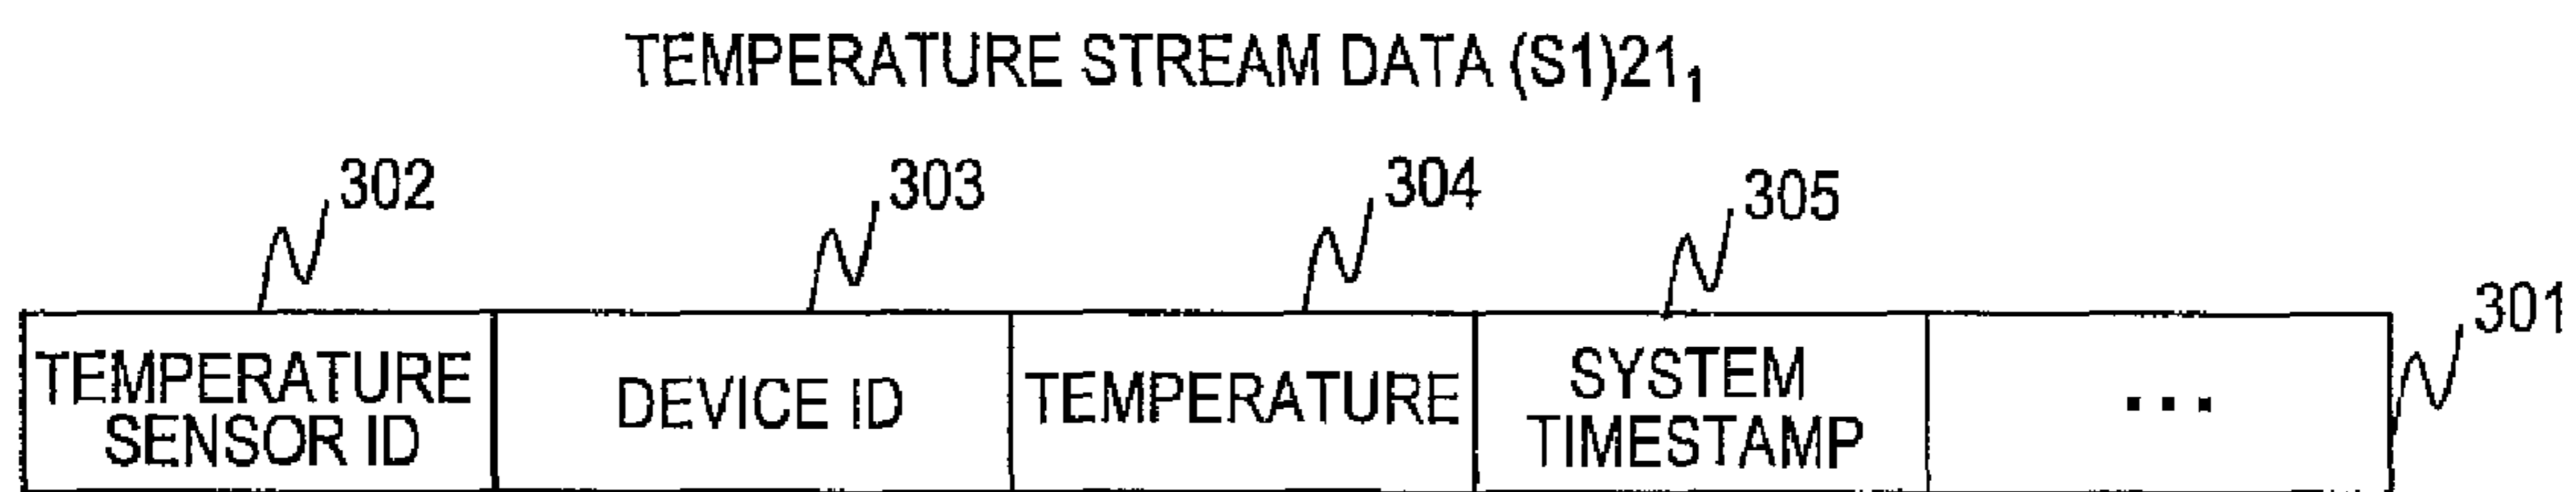 TEMPERATURE STREAM DATA (S1)21₁
302
303
304
305
301
TEMPERATURE
SENSOR ID
DEVICE ID
TEMPERATURE
SYSTEM
TIMESTAMP
...